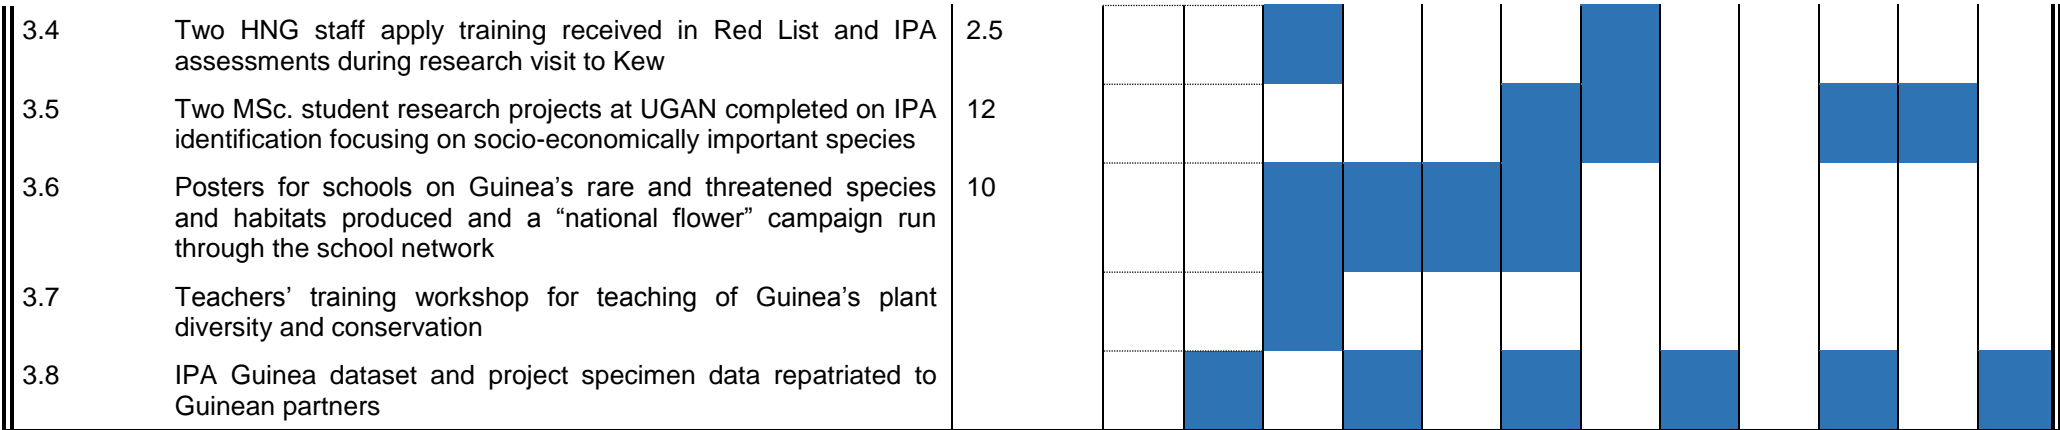 3.4 Two HNG staff apply training received in Red List and IPA 2.5
assessments during research visit to Kew
3.5 Two MSc. student research projects at UGAN completed on IPA 12
identification focusing on socio-economically important species
3.6 Posters for schools on Guinea’s rare and threatened species 10
and habitats produced and a “national flower” campaign run
through the school network
3.7 Teachers’ training workshop for teaching of Guinea’s plant
diversity and conservation
3.8 IPA Guinea dataset and project specimen data repatriated to
Guinean partners